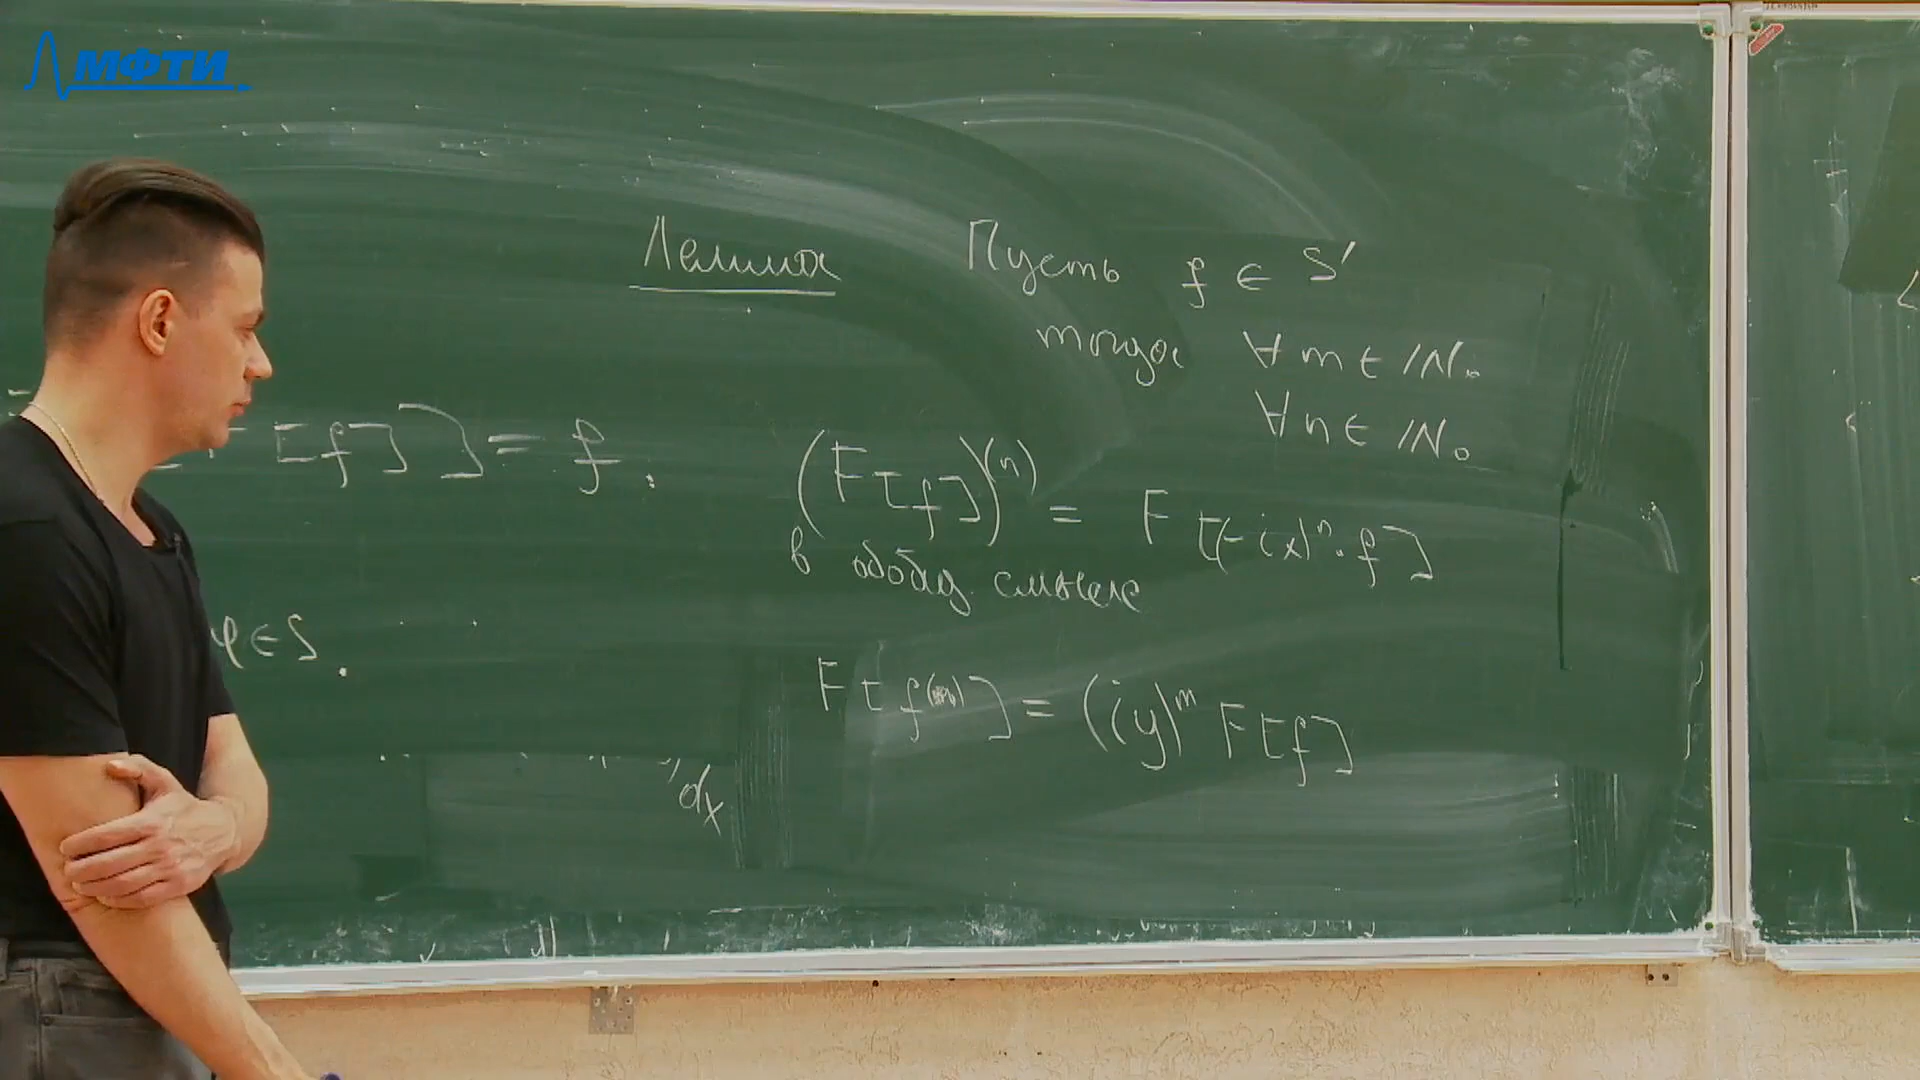 МФТИ
Лемма Пусть f ∈ S′
тогда ∀ m ∈ ℕ₀
∀ n ∈ ℕ₀
[f]] = f.
(F[f])⁽ⁿ⁾ = F[(-ix)ⁿ · f]
в обобщ. смысле
φ ∈ S.
F[f⁽ᵐ⁾] = (iy)ᵐ F[f]
dx